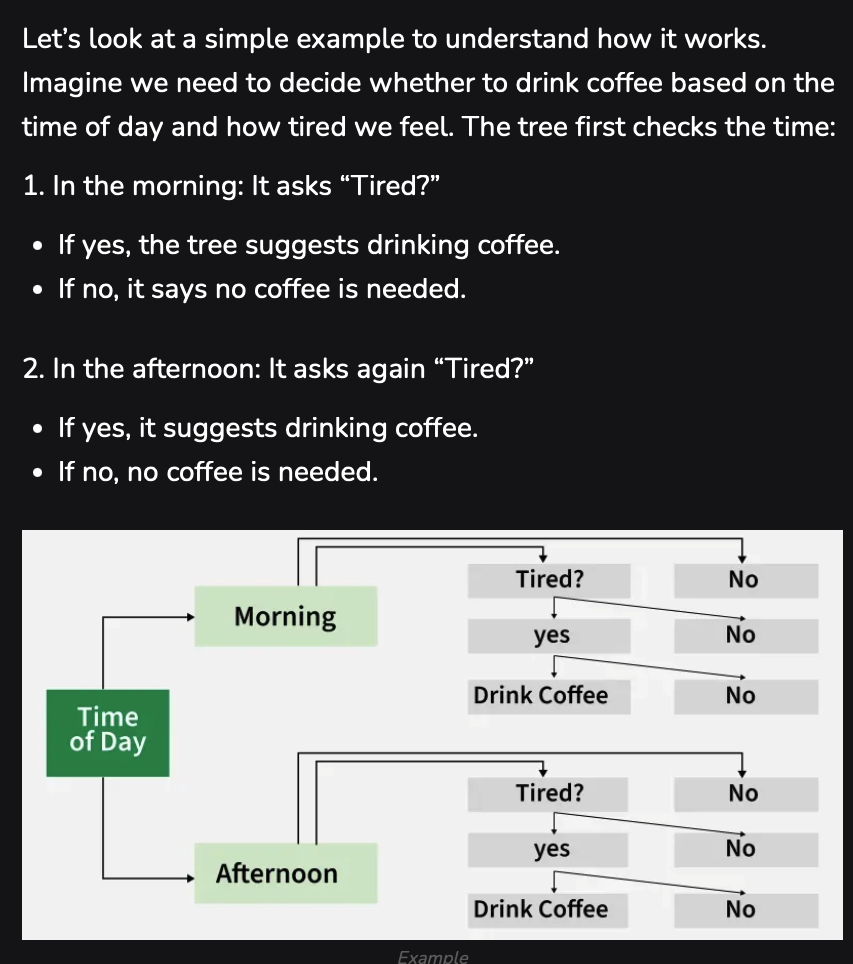 Let’s look at a simple example to understand how it works.
Imagine we need to decide whether to drink coffee based on the
time of day and how tired we feel. The tree first checks the time:
1. In the morning: It asks “Tired?”
• If yes, the tree suggests drinking coffee.
• If no, it says no coffee is needed.
2. In the afternoon: It asks again “Tired?”
• If yes, it suggests drinking coffee.
• If no, no coffee is needed.
Time
of Day
Morning
Tired?
No
yes
No
Drink Coffee
No
Afternoon
Tired?
No
yes
No
Drink Coffee
No
Example